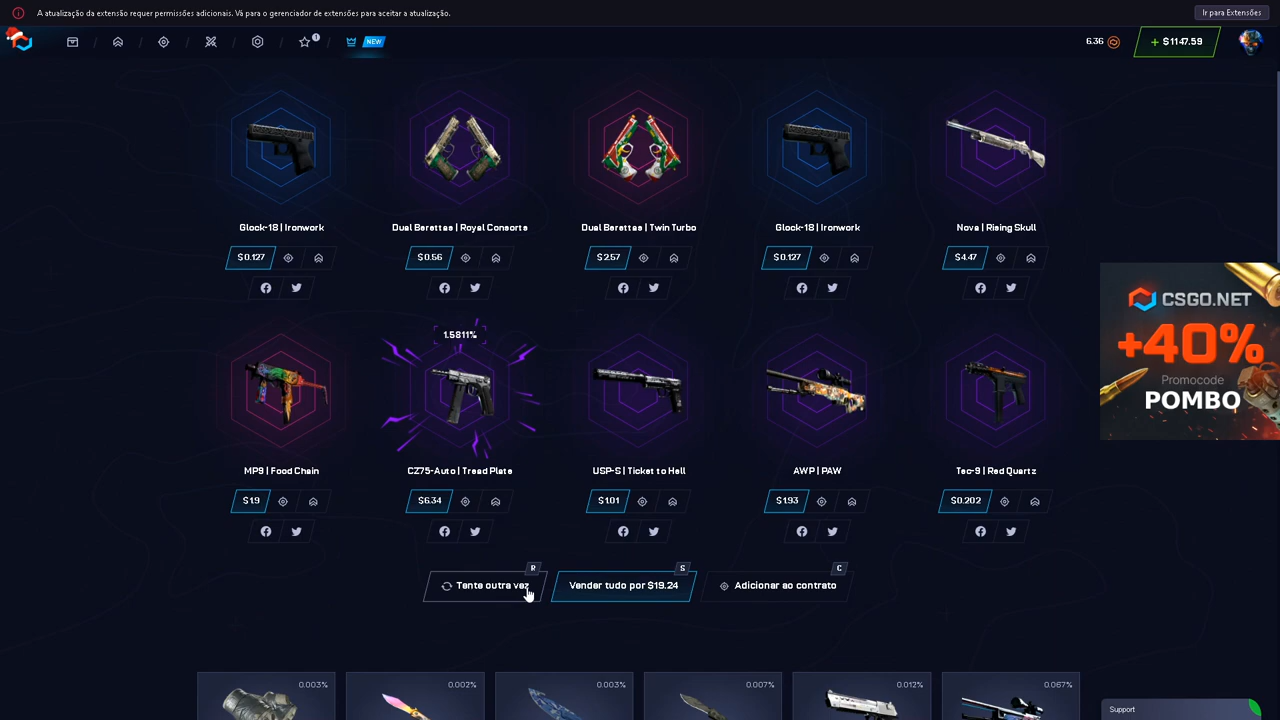 A atualização da extensão requer permissões adicionais. Vá para o gerenciador de extensões para aceitar a atualização.
Ir para Extensões
1
NEW
6.36
+ $1147.59
Glock-18 | Ironwork
Dual Berettas | Royal Consorts
Dual Berettas | Twin Turbo
Glock-18 | Ironwork
Nova | Rising Skull
$0.127
$0.56
$2.57
$0.127
$4.47
CSGO.NET
+40%
Promocode
POMBO
1.5811%
MP9 | Food Chain
CZ75-Auto | Tread Plate
USP-S | Ticket to Hell
AWP | PAW
Tec-9 | Red Quartz
$1.9
$6.34
$1.01
$1.93
$0.202
R
S
C
Tente outra vez
Vender tudo por $19.24
Adicionar ao contrato
0.003%
0.002%
0.003%
0.007%
0.012%
0.067%
Support